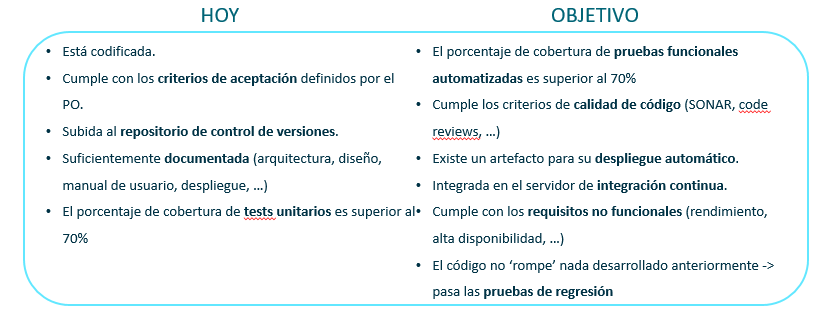 HOY
• Está codificada.
• Cumple con los criterios de aceptación definidos por el
PO.
• Subida al repositorio de control de versiones.
• Suficientemente documentada (arquitectura, diseño,
manual de usuario, despliegue, …)
• El porcentaje de cobertura de tests unitarios es superior al
70%
OBJETIVO
• El porcentaje de cobertura de pruebas funcionales
automatizadas es superior al 70%
• Cumple los criterios de calidad de código (SONAR, code
reviews, …)
• Existe un artefacto para su despliegue automático.
• Integrada en el servidor de integración continua.
• Cumple con los requisitos no funcionales (rendimiento,
alta disponibilidad, …)
• El código no ‘rompe’ nada desarrollado anteriormente ->
pasa las pruebas de regresión